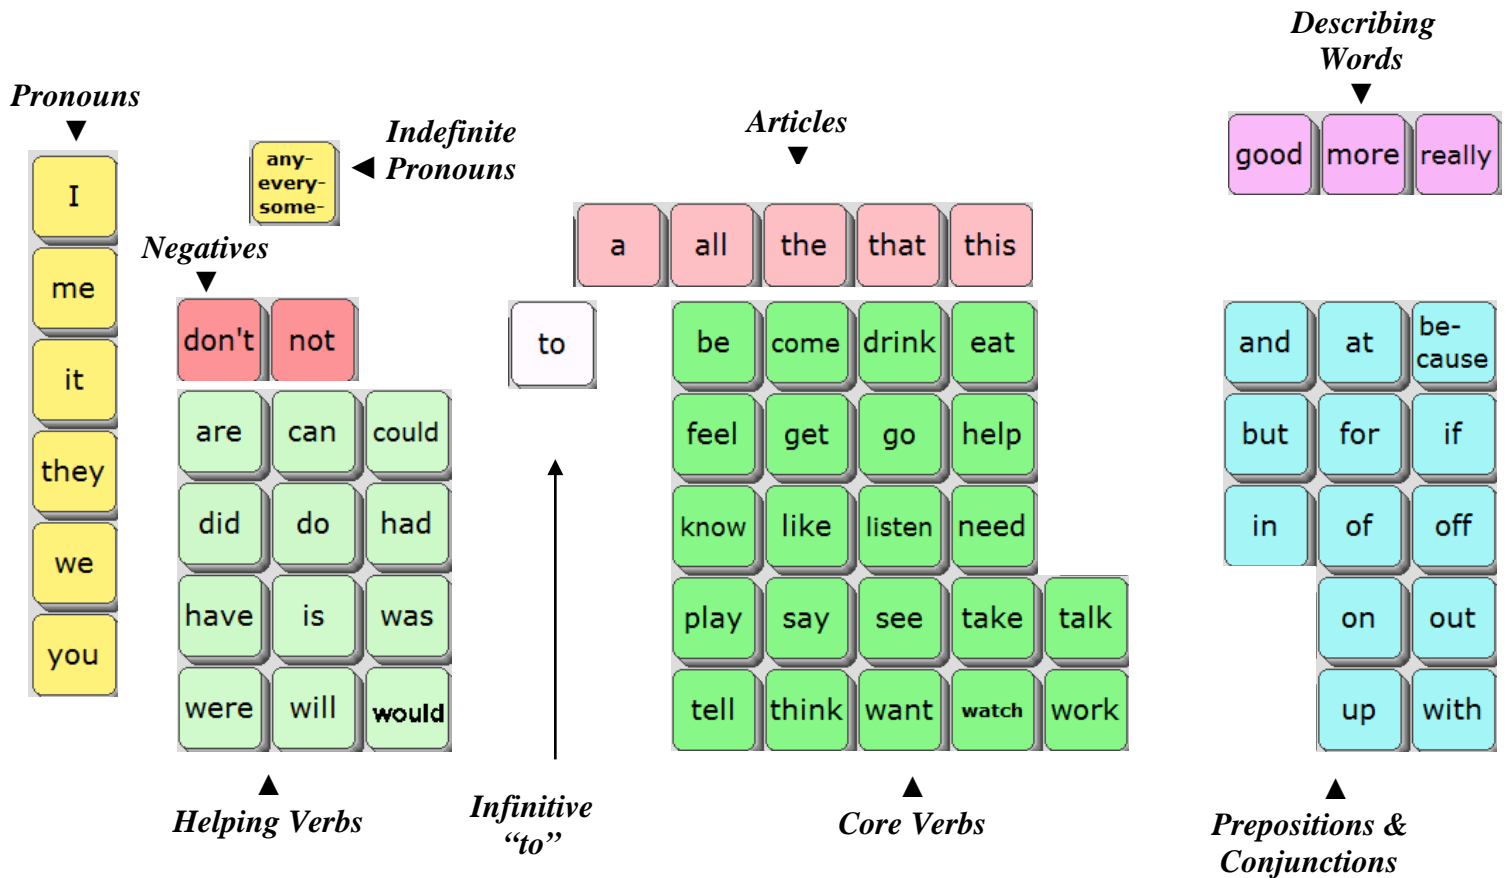 Pronouns
I
me
it
they
we
you
any-
every-
some-
Indefinite
Pronouns
Negatives
don't not
are can could
did do had
have is was
were will would
Helping Verbs
to
Infinitive
“to”
Articles
a all the that this
be come drink eat
feel get go help
know like listen need
play say see take talk
tell think want watch work
Core Verbs
Describing
Words
good more really
and at be-
cause
but for if
in of off
on out
up with
Prepositions &
Conjunctions